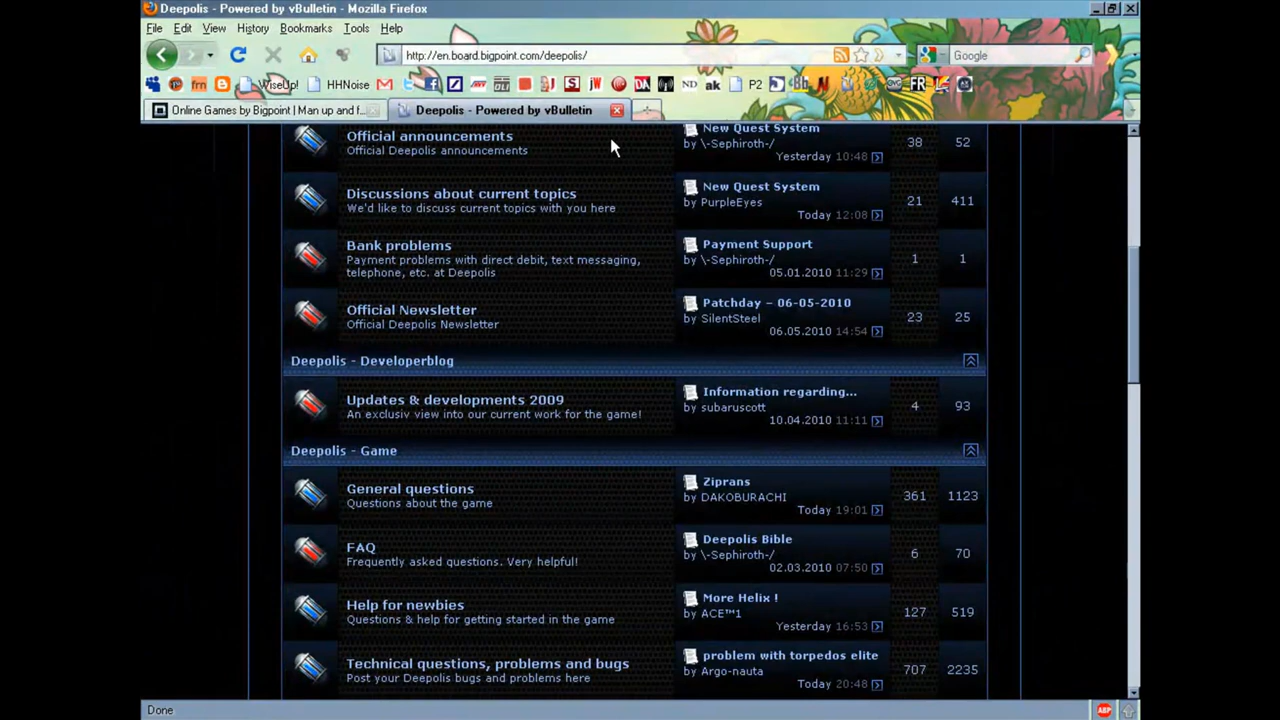 Deepolis - Powered by vBulletin - Mozilla Firefox
File Edit View History Bookmarks Tools Help
http://en.board.bigpoint.com/deepolis/
Google
frn WiseUp! HHNoise ND ak P2 FR
Online Games by Bigpoint | Man up and f...
Deepolis - Powered by vBulletin
Official announcements
Official Deepolis announcements
New Quest System
by \-Sephiroth-/
Yesterday 10:48
38 52
Discussions about current topics
We'd like to discuss current topics with you here
New Quest System
by PurpleEyes
Today 12:08
21 411
Bank problems
Payment problems with direct debit, text messaging,
telephone, etc. at Deepolis
Payment Support
by \-Sephiroth-/
05.01.2010 11:29
1 1
Official Newsletter
Official Deepolis Newsletter
Patchday – 06-05-2010
by SilentSteel
06.05.2010 14:54
23 25
Deepolis - Developerblog
Updates & developments 2009
An exclusiv view into our current work for the game!
Information regarding...
by subaruscott
10.04.2010 11:11
4 93
Deepolis - Game
General questions
Questions about the game
Ziprans
by DAKOBURACHI
Today 19:01
361 1123
FAQ
Frequently asked questions. Very helpful!
Deepolis Bible
by \-Sephiroth-/
02.03.2010 07:50
6 70
Help for newbies
Questions & help for getting started in the game
More Helix !
by ACE™1
Yesterday 16:53
127 519
Technical questions, problems and bugs
Post your Deepolis bugs and problems here
problem with torpedos elite
by Argo-nauta
Today 20:48
707 2235
Done
ABP